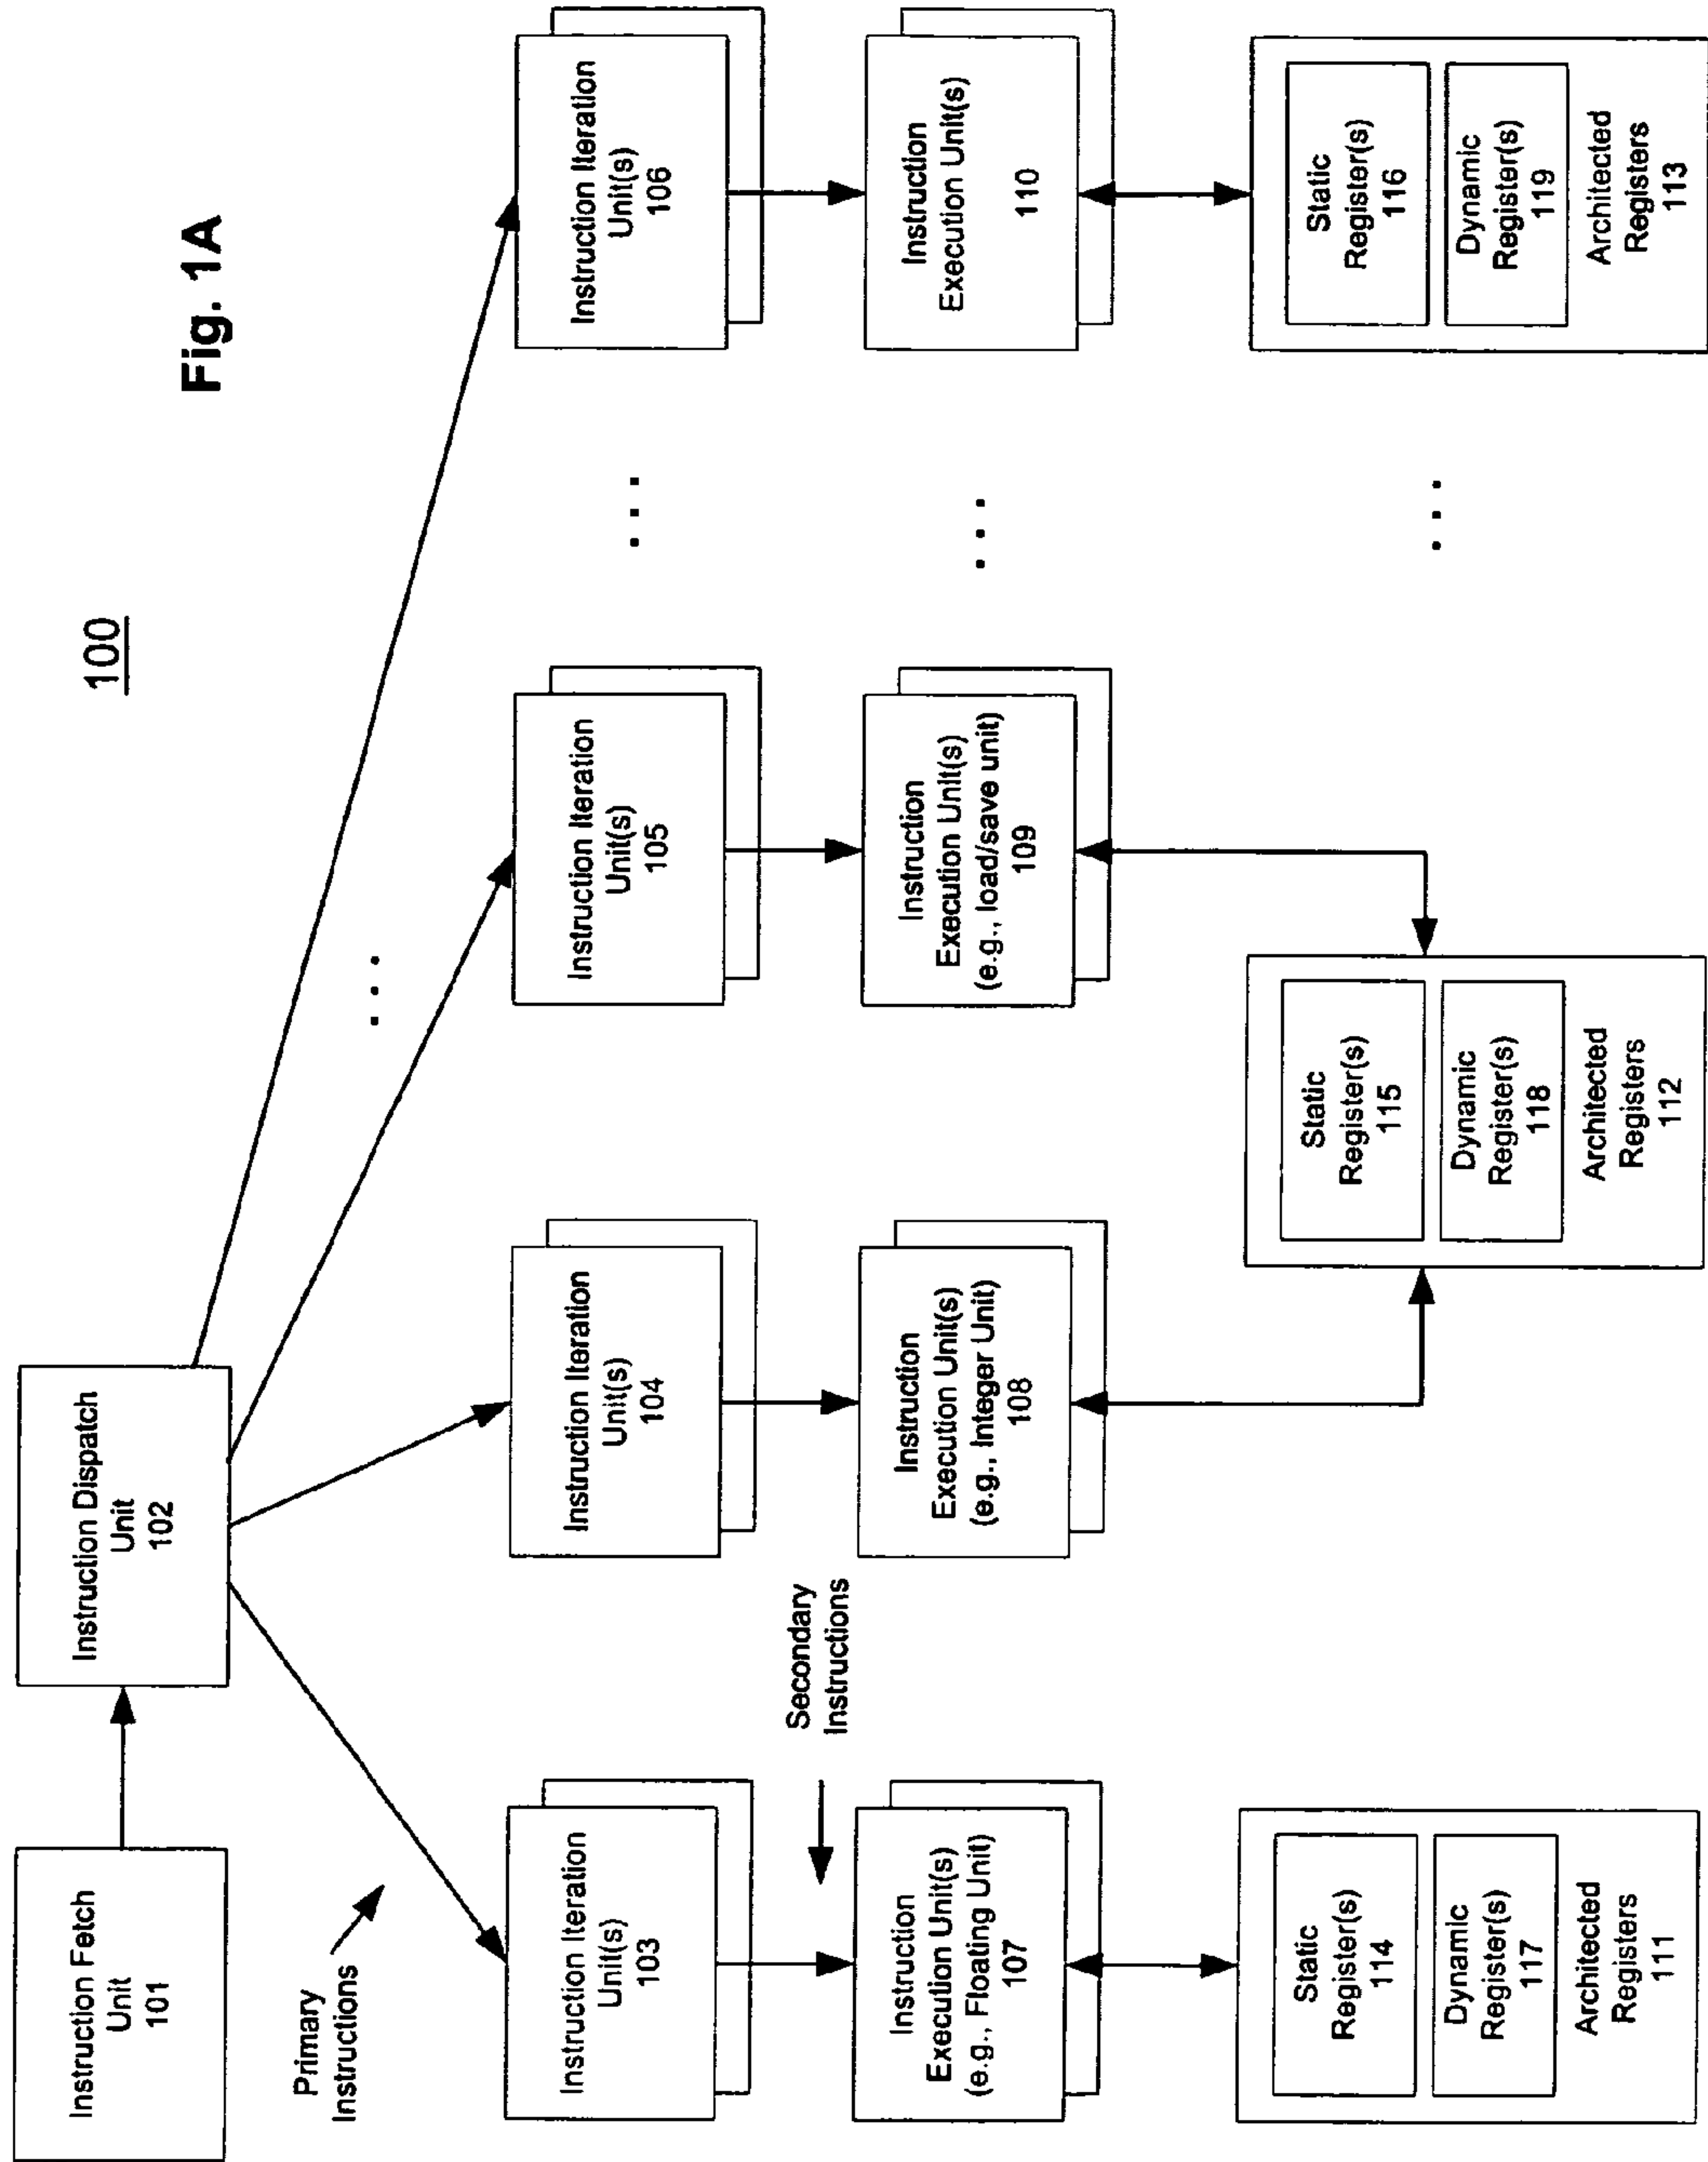 Fig. 1A
100
Instruction Fetch
Unit
101
Instruction Dispatch
Unit
102
Primary
Instructions
. . .
Instruction Iteration
Unit(s)
103
Instruction Iteration
Unit(s)
104
Instruction Iteration
Unit(s)
105
. . .
Instruction Iteration
Unit(s)
106
Secondary
Instructions
Instruction
Execution Unit(s)
(e.g., Floating Unit)
107
Instruction
Execution Unit(s)
(e.g., Integer Unit)
108
Instruction
Execution Unit(s)
(e.g., load/save unit)
109
. . .
Instruction
Execution Unit(s)
110
Static
Register(s)
114
Dynamic
Register(s)
117
Architected
Registers
111
Static
Register(s)
115
Dynamic
Register(s)
118
Architected
Registers
112
. . .
Static
Register(s)
116
Dynamic
Register(s)
119
Architected
Registers
113